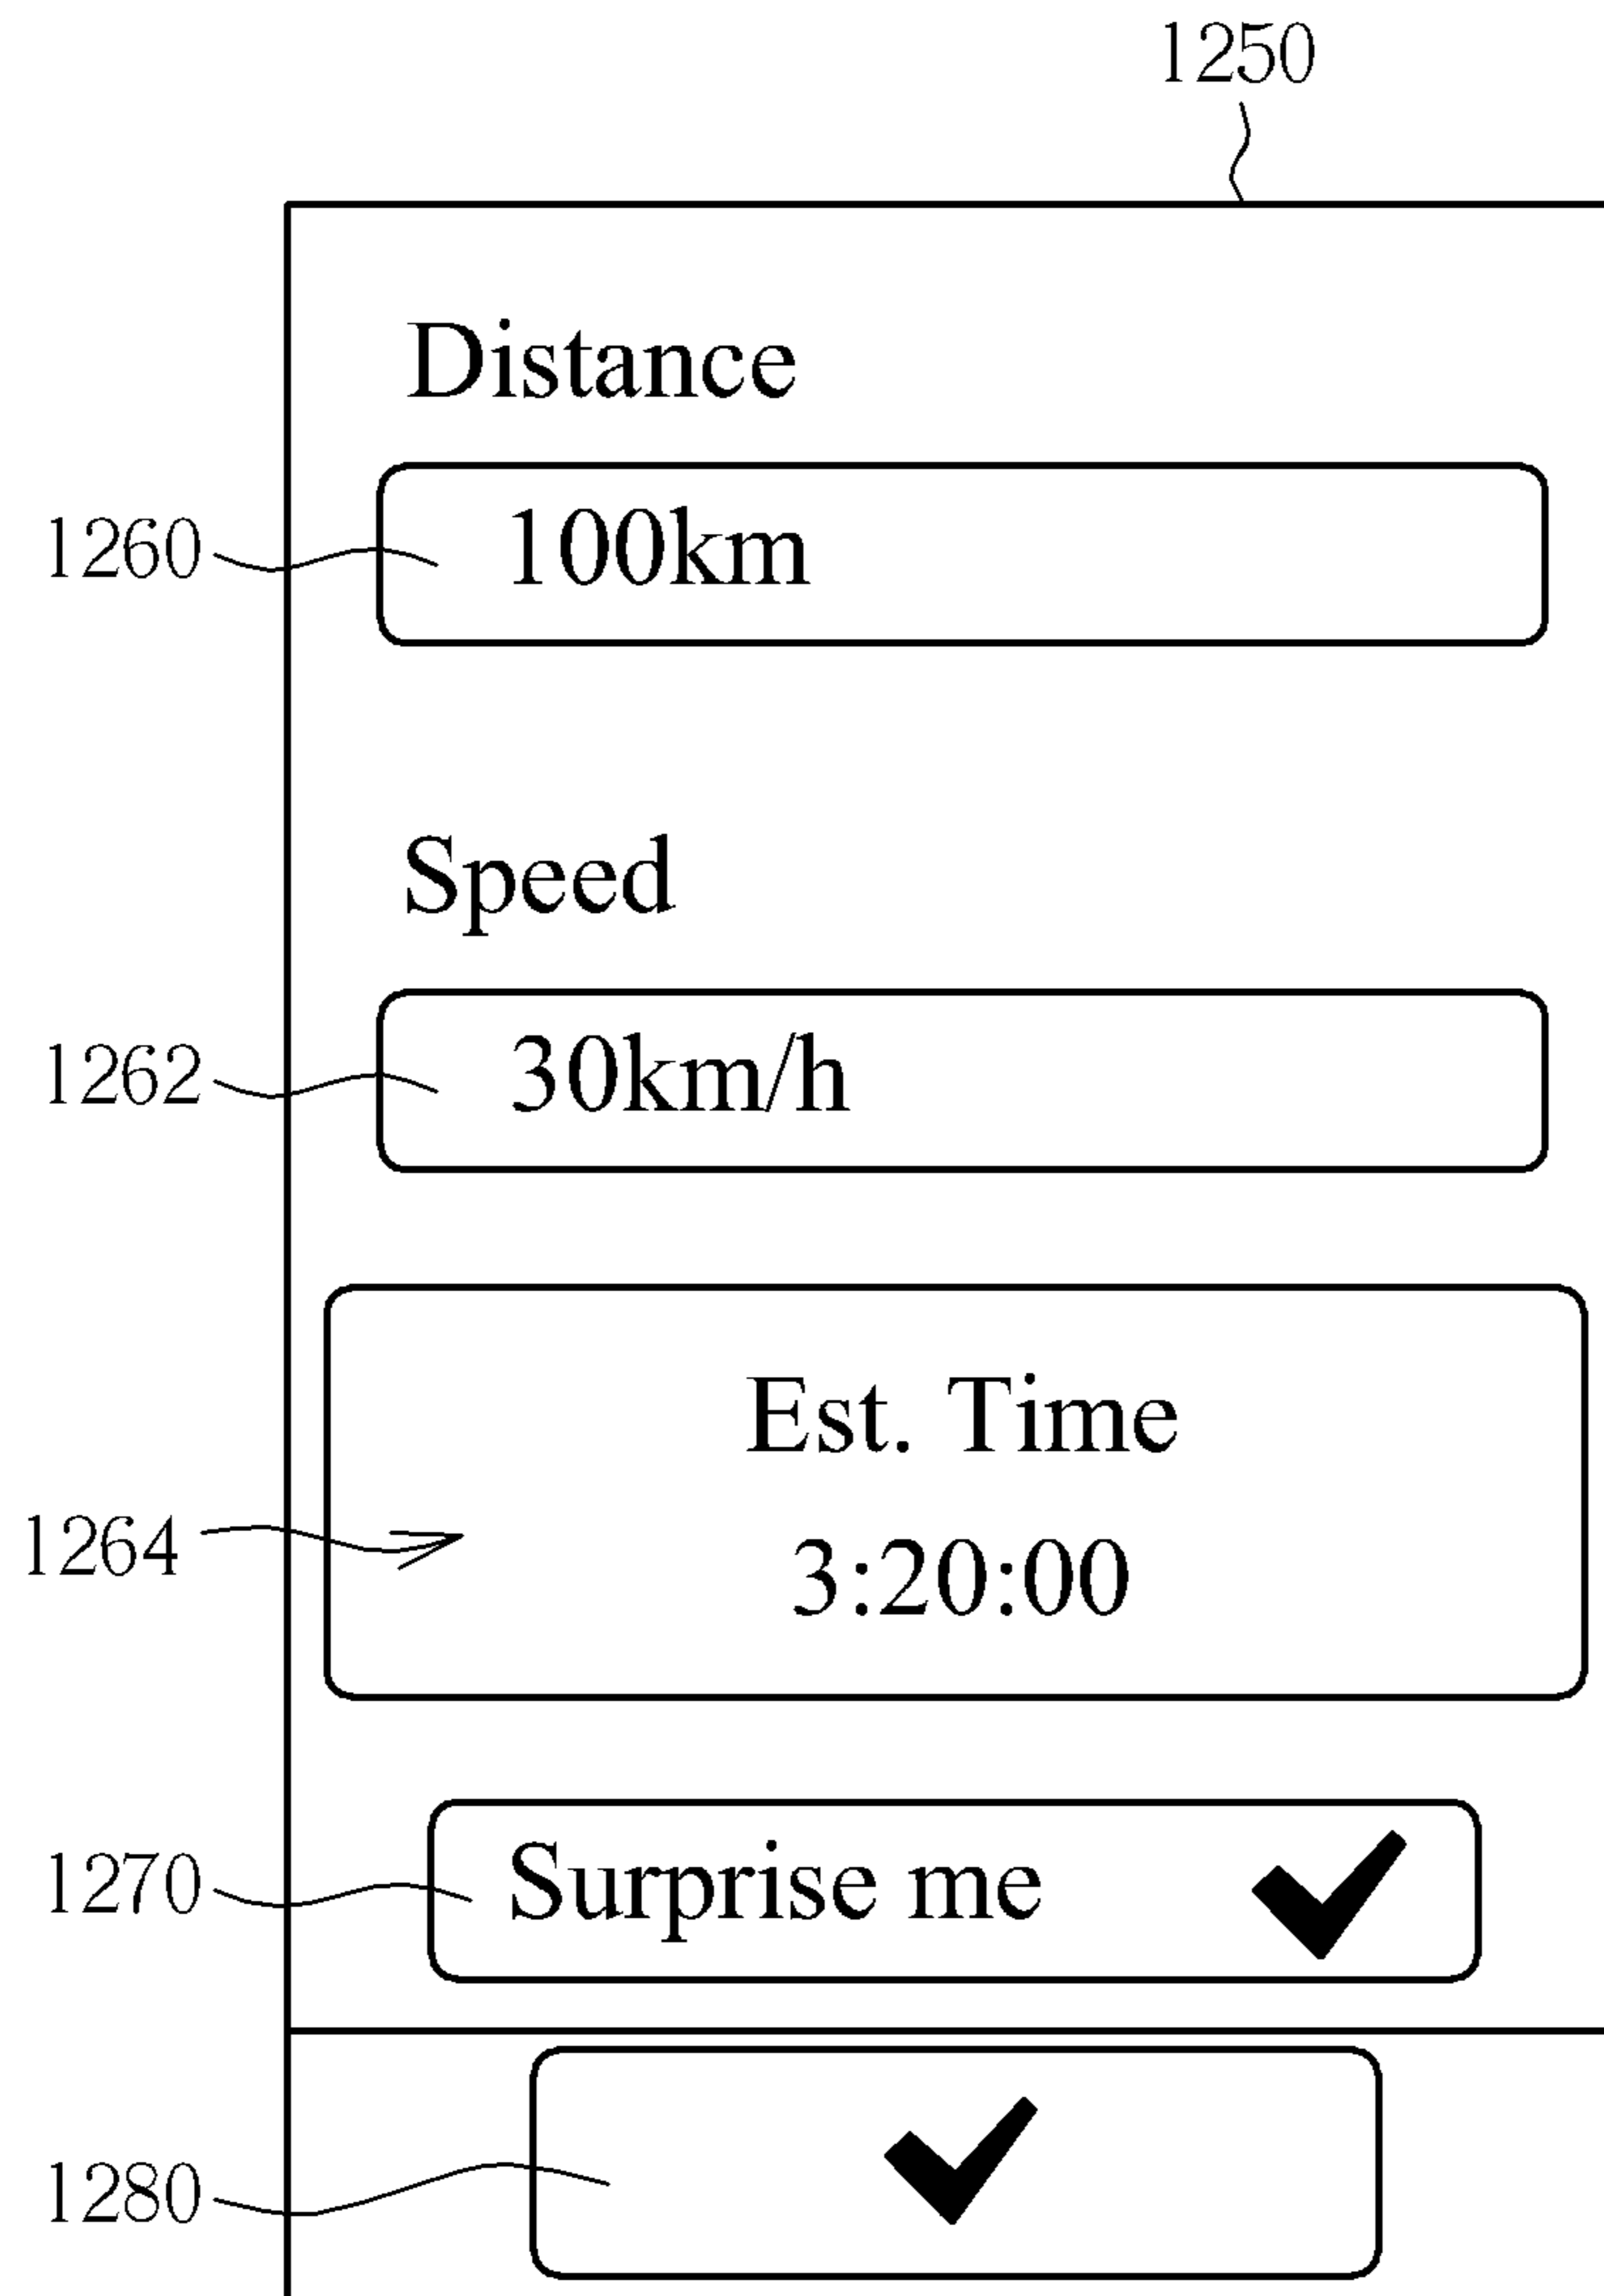 1250
Distance
1260
100km
Speed
1262
30km/h
Est. Time
1264
3:20:00
1270
Surprise me
1280